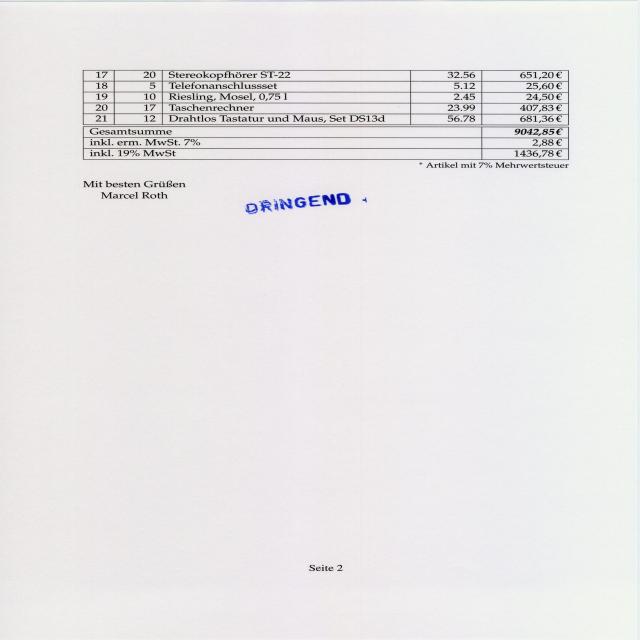 17 20 Stereokopfhörer ST-22 32.56 651,20 €
18 5 Telefonanschlussset 5.12 25,60 €
19 10 Riesling, Mosel, 0,75 l 2.45 24,50 €
20 17 Taschenrechner 23.99 407,83 €
21 12 Drahtlos Tastatur und Maus, Set DS13d 56.78 681,36 €
Gesamtsumme 9042,85 €
inkl. erm. MwSt. 7% 2,88 €
inkl. 19% MwSt 1436,78 €
* Artikel mit 7% Mehrwertsteuer
Mit besten Grüßen
Marcel Roth
DRINGEND
Seite 2